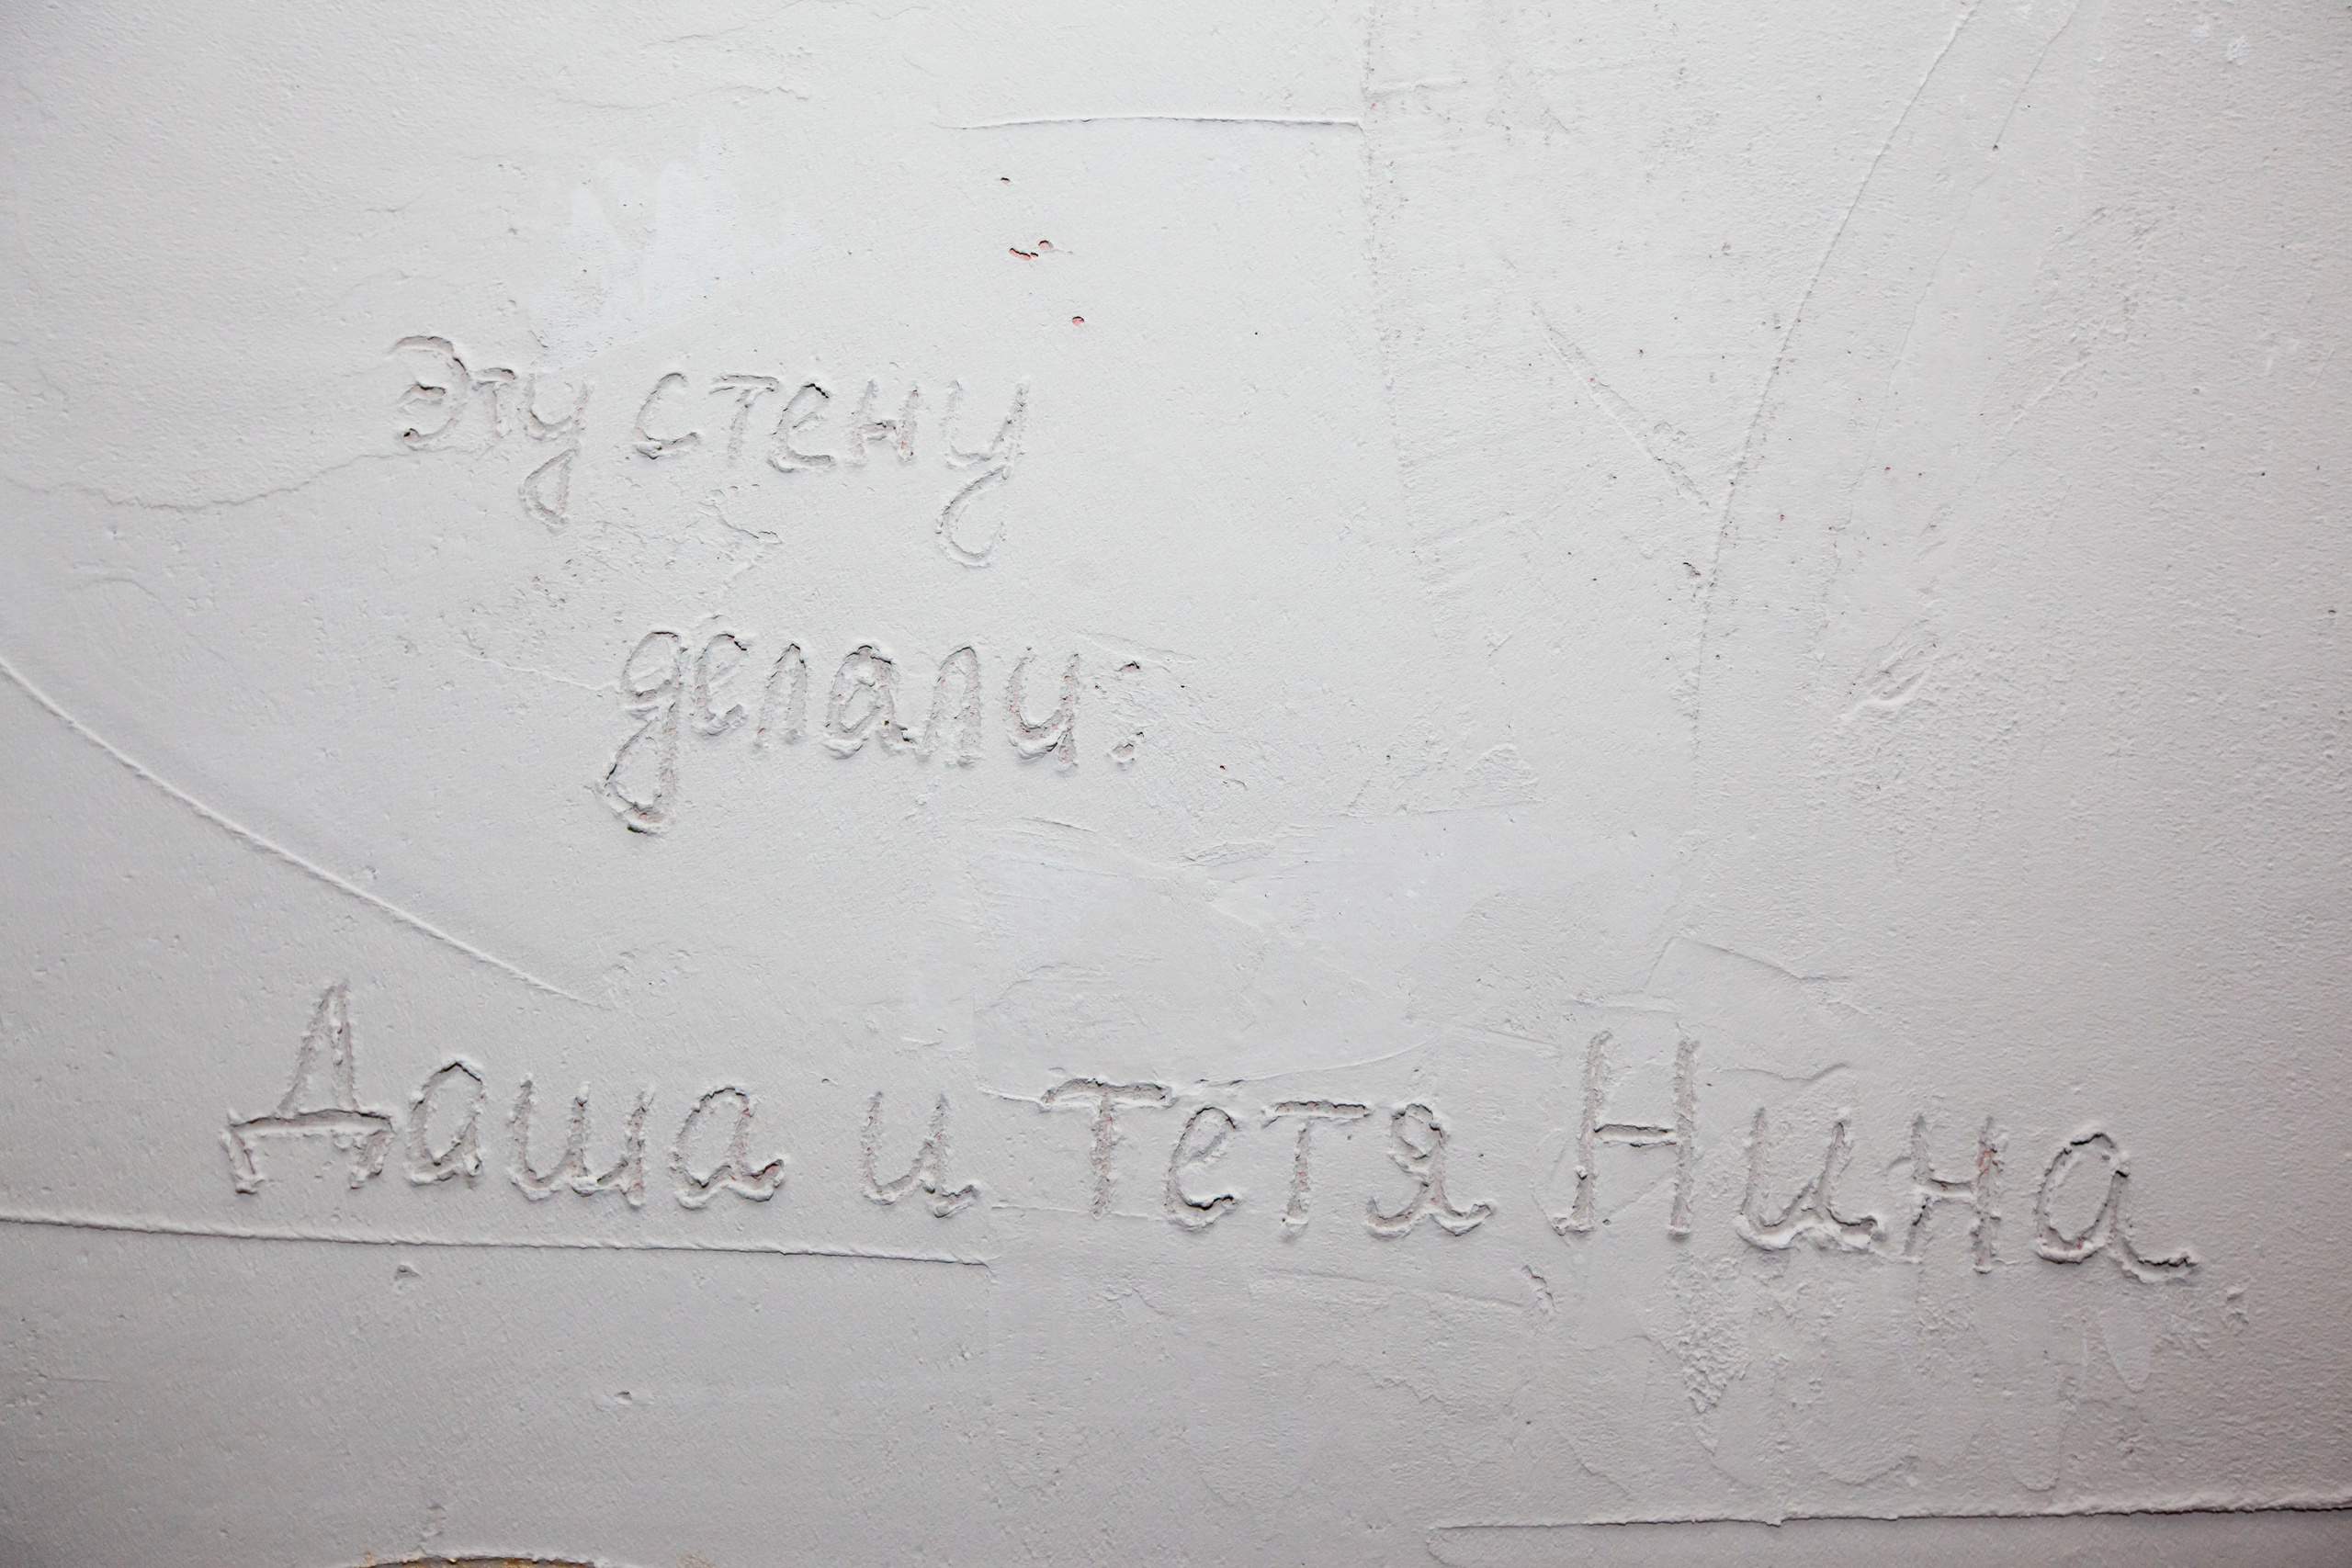 Эту стену
делали:
Даша и тетя Нина